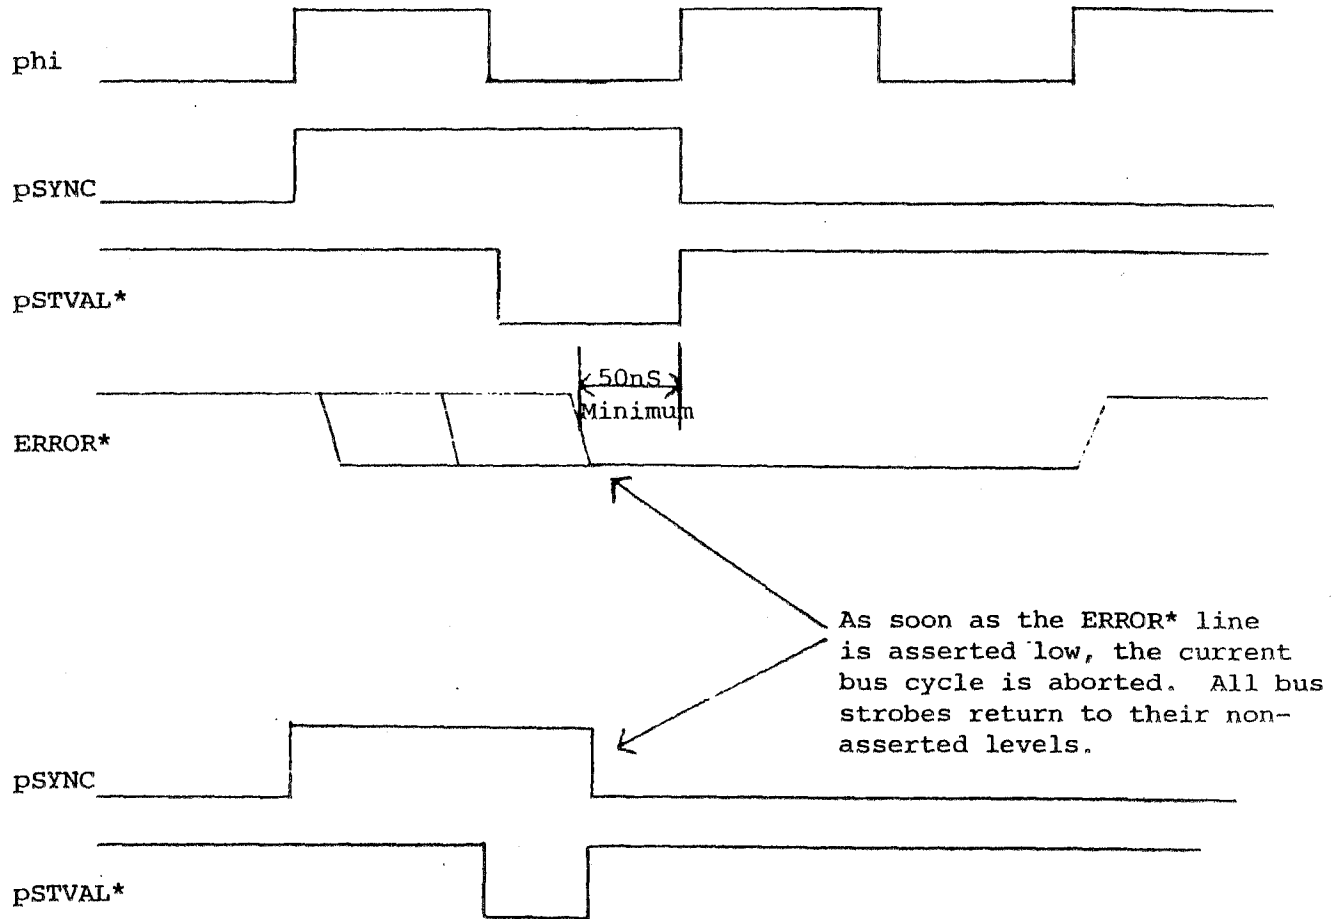 phi
pSYNC
pSTVAL*
50nS
Minimum
ERROR*
As soon as the ERROR* line
is asserted low, the current
bus cycle is aborted. All bus
strobes return to their non-
asserted levels.
pSYNC
pSTVAL*